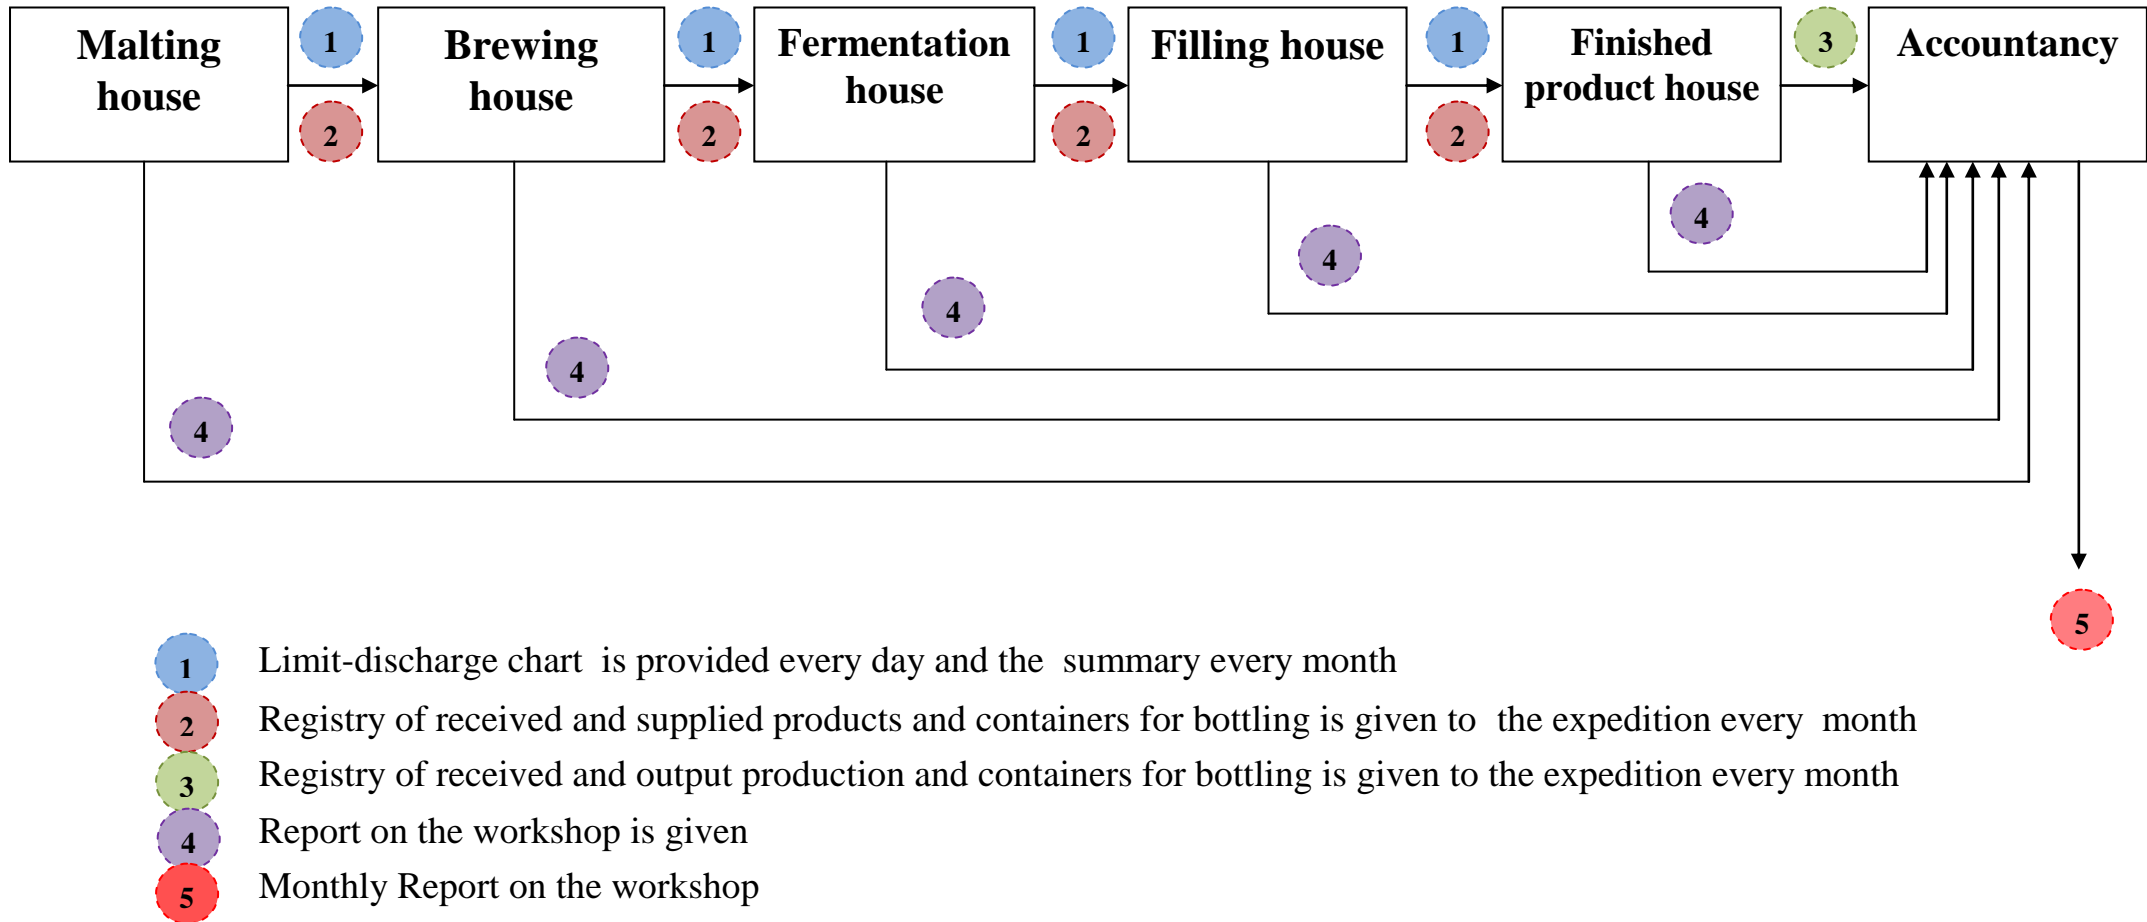 Malting
house
1
2
Brewing
house
1
2
Fermentation
house
1
2
Filling house
1
2
Finished
product house
3
Accountancy
4
4
4
4
4
5
1 Limit-discharge chart is provided every day and the summary every month
2 Registry of received and supplied products and containers for bottling is given to the expedition every month
3 Registry of received and output production and containers for bottling is given to the expedition every month
4 Report on the workshop is given
5 Monthly Report on the workshop